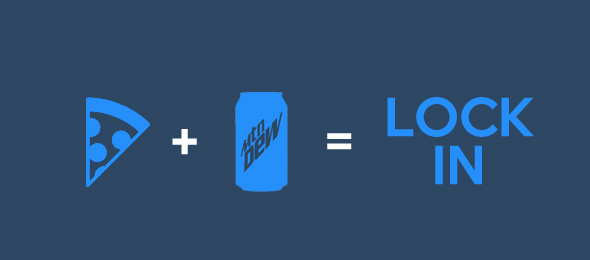 +
mtn
DEW
=
LOCK
IN